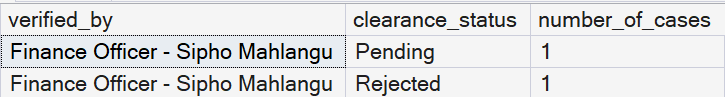 verified_by clearance_status number_of_cases
Finance Officer - Sipho Mahlangu Pending 1
Finance Officer - Sipho Mahlangu Rejected 1